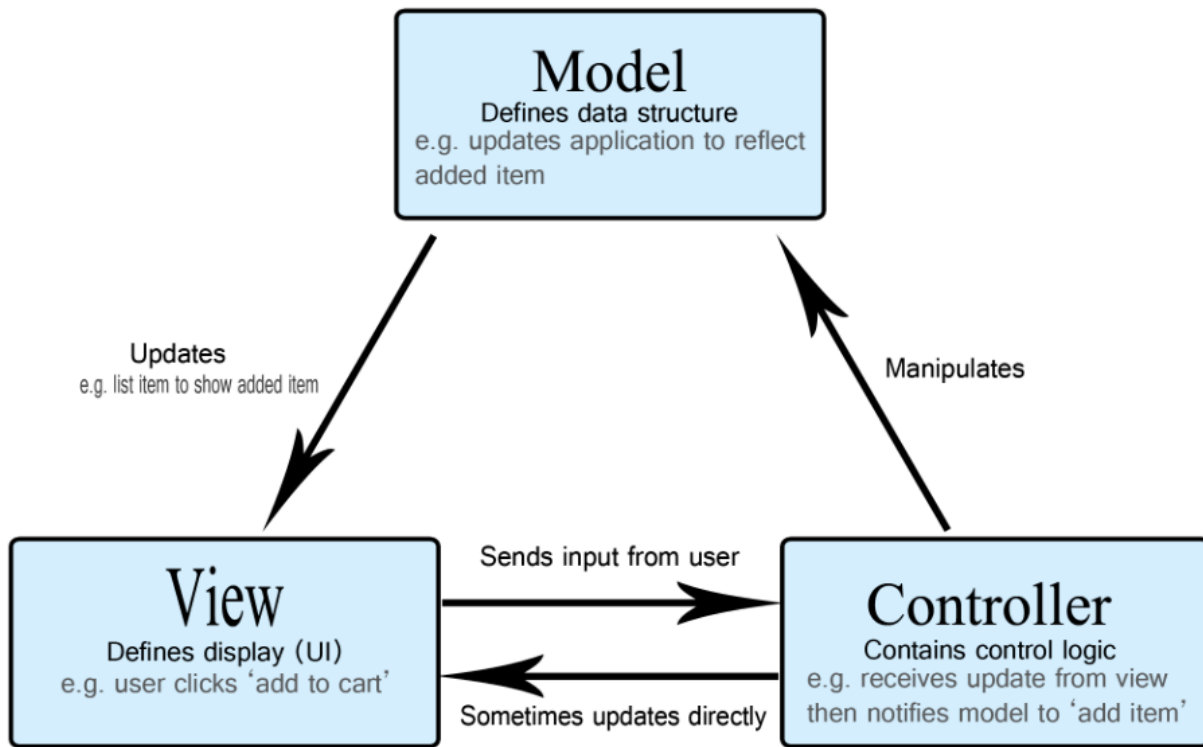 Model
Defines data structure
e.g. updates application to reflect
added item
Updates
e.g. list item to show added item
Manipulates
View
Defines display (UI)
e.g. user clicks ‘add to cart’
Sends input from user
Sometimes updates directly
Controller
Contains control logic
e.g. receives update from view
then notifies model to ‘add item’